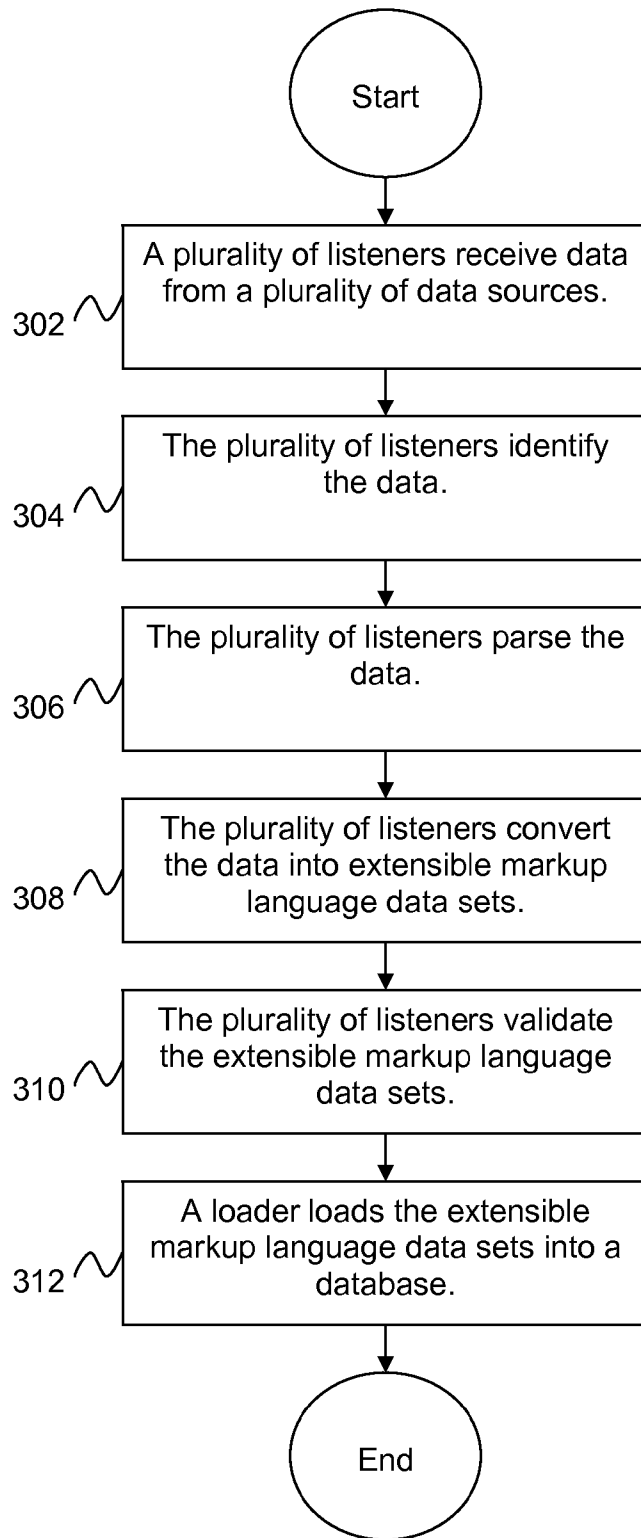 Start
A plurality of listeners receive data
from a plurality of data sources.
302
The plurality of listeners identify
the data.
304
The plurality of listeners parse the
data.
306
The plurality of listeners convert
the data into extensible markup
language data sets.
308
The plurality of listeners validate
the extensible markup language
data sets.
310
A loader loads the extensible
markup language data sets into a
database.
312
End